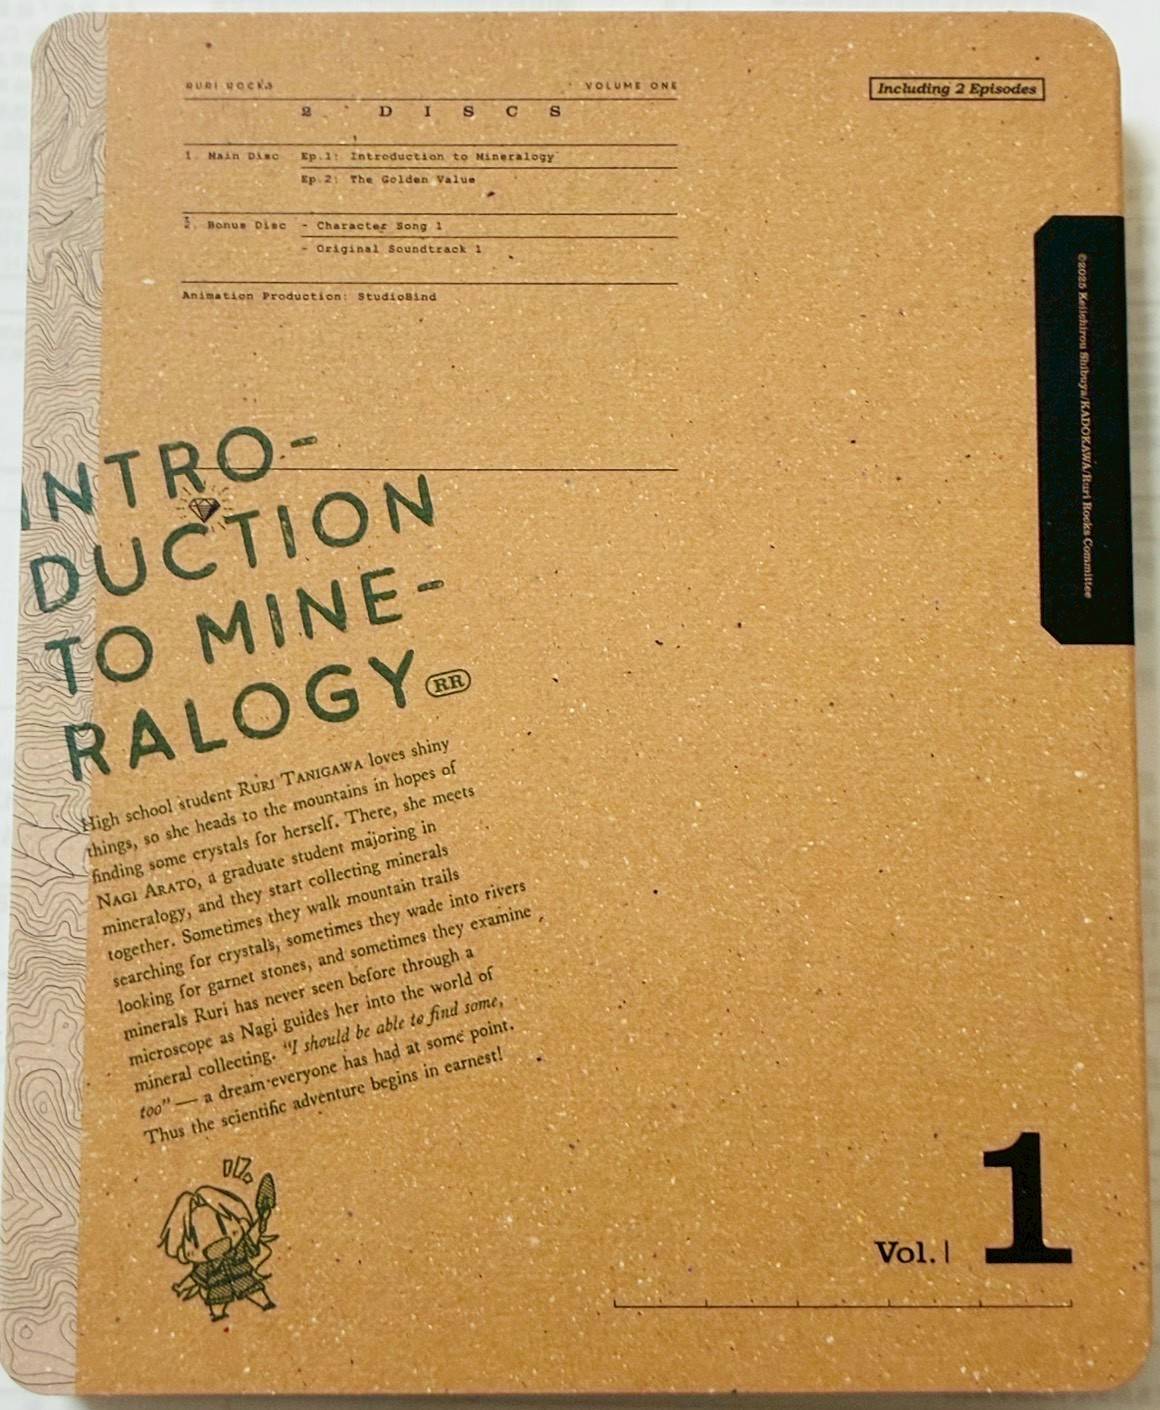 RURI ROCKS VOLUME ONE
2 DISCS
Including 2 Episodes
1. Main Disc Ep.1: Introduction to Mineralogy
Ep.2: The Golden Value
2. Bonus Disc - Character Song 1
- Original Soundtrack 1
Animation Production: StudioBind
©2025 Keiichirou Shibuya/KADOKAWA/Ruri Rocks Committee
INTRO-
DUCTION
TO MINE-
RALOGY RR
High school student RURI TANIGAWA loves shiny
things, so she heads to the mountains in hopes of
finding some crystals for herself. There, she meets
NAGI ARATO, a graduate student majoring in
mineralogy, and they start collecting minerals
together. Sometimes they walk mountain trails
searching for crystals, sometimes they wade into rivers
looking for garnet stones, and sometimes they examine
minerals Ruri has never seen before through a
microscope as Nagi guides her into the world of
mineral collecting. “I should be able to find some,
too” — a dream everyone has had at some point.
Thus the scientific adventure begins in earnest!
Vol. 1